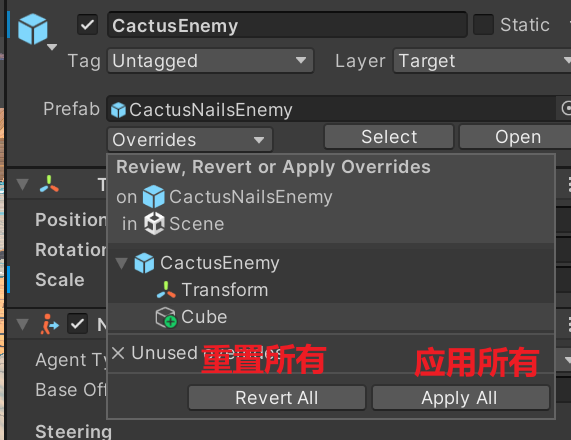 CactusEnemy
Static
Tag Untagged
Layer Target
Prefab CactusNailsEnemy
Overrides
Select
Open
Review, Revert or Apply Overrides
on CactusNailsEnemy
in Scene
Position
Rotation
Scale
CactusEnemy
Transform
Cube
Unused overrides
重置所有
应用所有
Agent Ty
Base Off
Revert All
Apply All
Steering